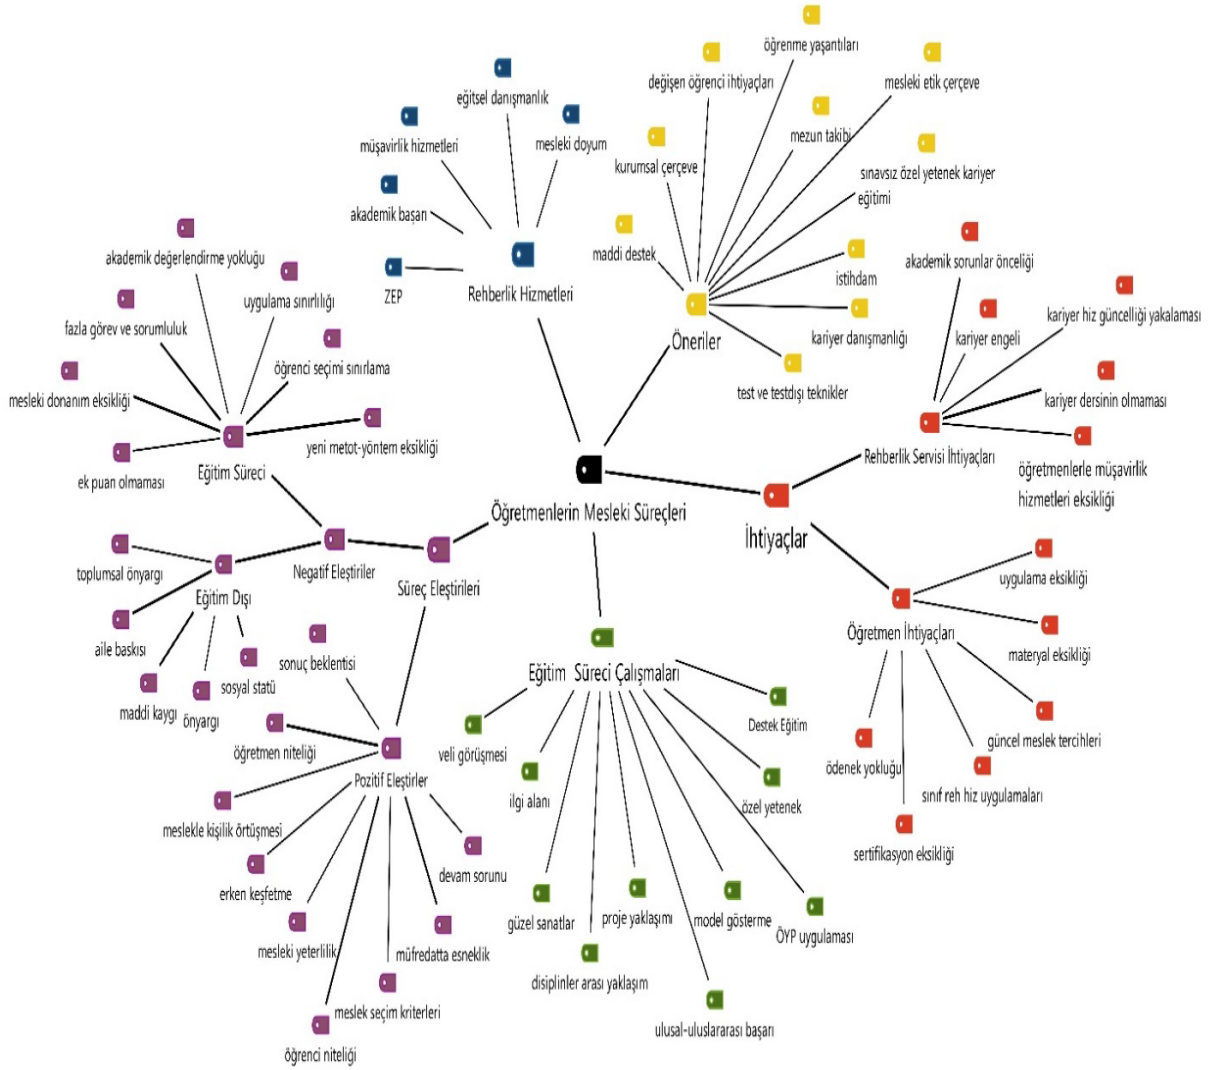 öğrenme yaşantıları
değişen öğrenci ihtiyaçları
mesleki etik çerçeve
eğitsel danışmanlık
müşavirlik hizmetleri
mesleki doyum
mezun takibi
kurumsal çerçeve
sınavsız özel yetenek kariyer
eğitimi
akademik başarı
maddi destek
akademik değerlendirme yokluğu
akademik sorunlar önceliği
istihdam
ZEP
Rehberlik Hizmetleri
uygulama sınırlılığı
fazla görev ve sorumluluk
kariyer hiz güncelliği yakalaması
kariyer engeli
kariyer danışmanlığı
Öneriler
öğrenci seçimi sınırlama
test ve testdışı teknikler
mesleki donanım eksikliği
kariyer dersinin olmaması
yeni metot-yöntem eksikliği
Rehberlik Servisi İhtiyaçları
Eğitim Süreci
ek puan olmaması
öğretmenlerle müşavirlik
hizmetleri eksikliği
Öğretmenlerin Mesleki Süreçleri
İhtiyaçlar
Negatif Eleştiriler
toplumsal önyargı
Süreç Eleştirileri
uygulama eksikliği
Eğitim Dışı
Öğretmen İhtiyaçları
aile baskısı
sonuç beklentisi
materyal eksikliği
Eğitim Süreci Çalışmaları
sosyal statü
maddi kaygı
önyargı
Destek Eğitim
güncel meslek tercihleri
öğretmen niteliği
veli görüşmesi
ödenek yokluğu
Pozitif Eleştirler
sınıf reh hiz uygulamaları
ilgi alanı
özel yetenek
meslekle kişilik örtüşmesi
sertifikasyon eksikliği
devam sorunu
erken keşfetme
proje yaklaşımı
model gösterme
güzel sanatlar
ÖYP uygulaması
mesleki yeterlilik
müfredatta esneklik
disiplinler arası yaklaşım
meslek seçim kriterleri
ulusal-uluslararası başarı
öğrenci niteliği